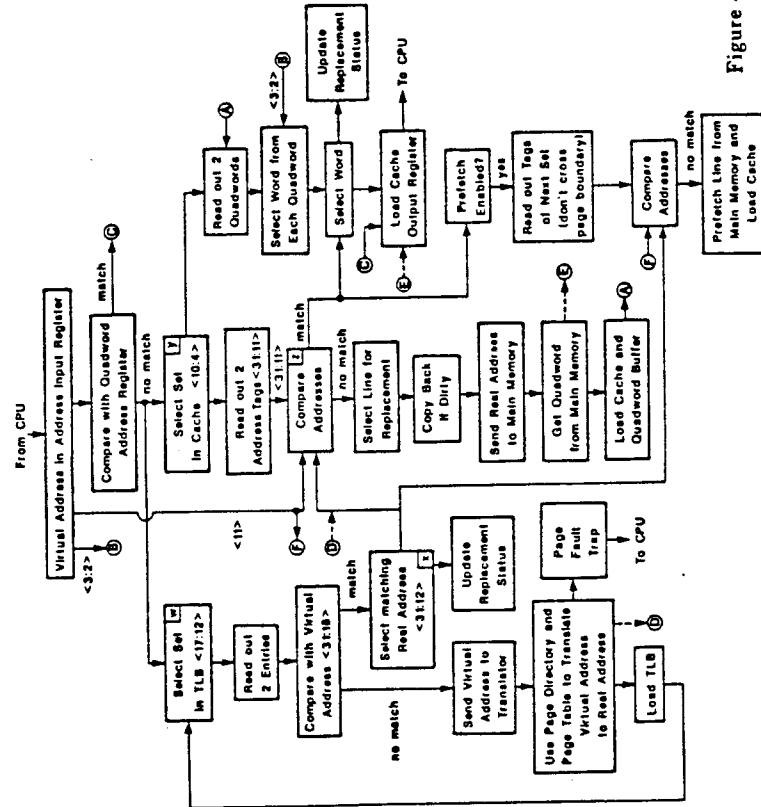 From CPU
Virtual Address in Address Input Register
<3:2>
B
Compare with Quadword
Address Register
match
C
no match
w
Select Set
in TLB <17:12>
Read out
2 Entries
Compare with Virtual
Address <31:18>
match
no match
Select matching
Real Address
<31:12>
x
Update
Replacement
Status
Send Virtual
Address to
Translator
Use Page Directory and
Page Table to Translate
Virtual Address
to Real Address
Page
Fault
Trap
To CPU
D
Load TLB
<11>
F
D
y
Select Set
in Cache <10:4>
Read out 2
Address Tags <31:11>
<31:11>
z
Compare
Addresses
match
no match
Select Line for
Replacement
Copy Back
if Dirty
Send Real Address
to Main Memory
Get Quadword
from Main Memory
E
Load Cache and
Quadword Buffer
A
Read out 2
Quadwords
A
Select Word from
Each Quadword
<3:2>
B
Select Word
Update
Replacement
Status
C
Load Cache
Output Register
To CPU
E
Prefetch
Enabled?
yes
Read out Tags
of Next Set
(don't cross
page boundary)
F
Compare
Addresses
no match
Prefetch Line from
Main Memory and
Load Cache
Figure